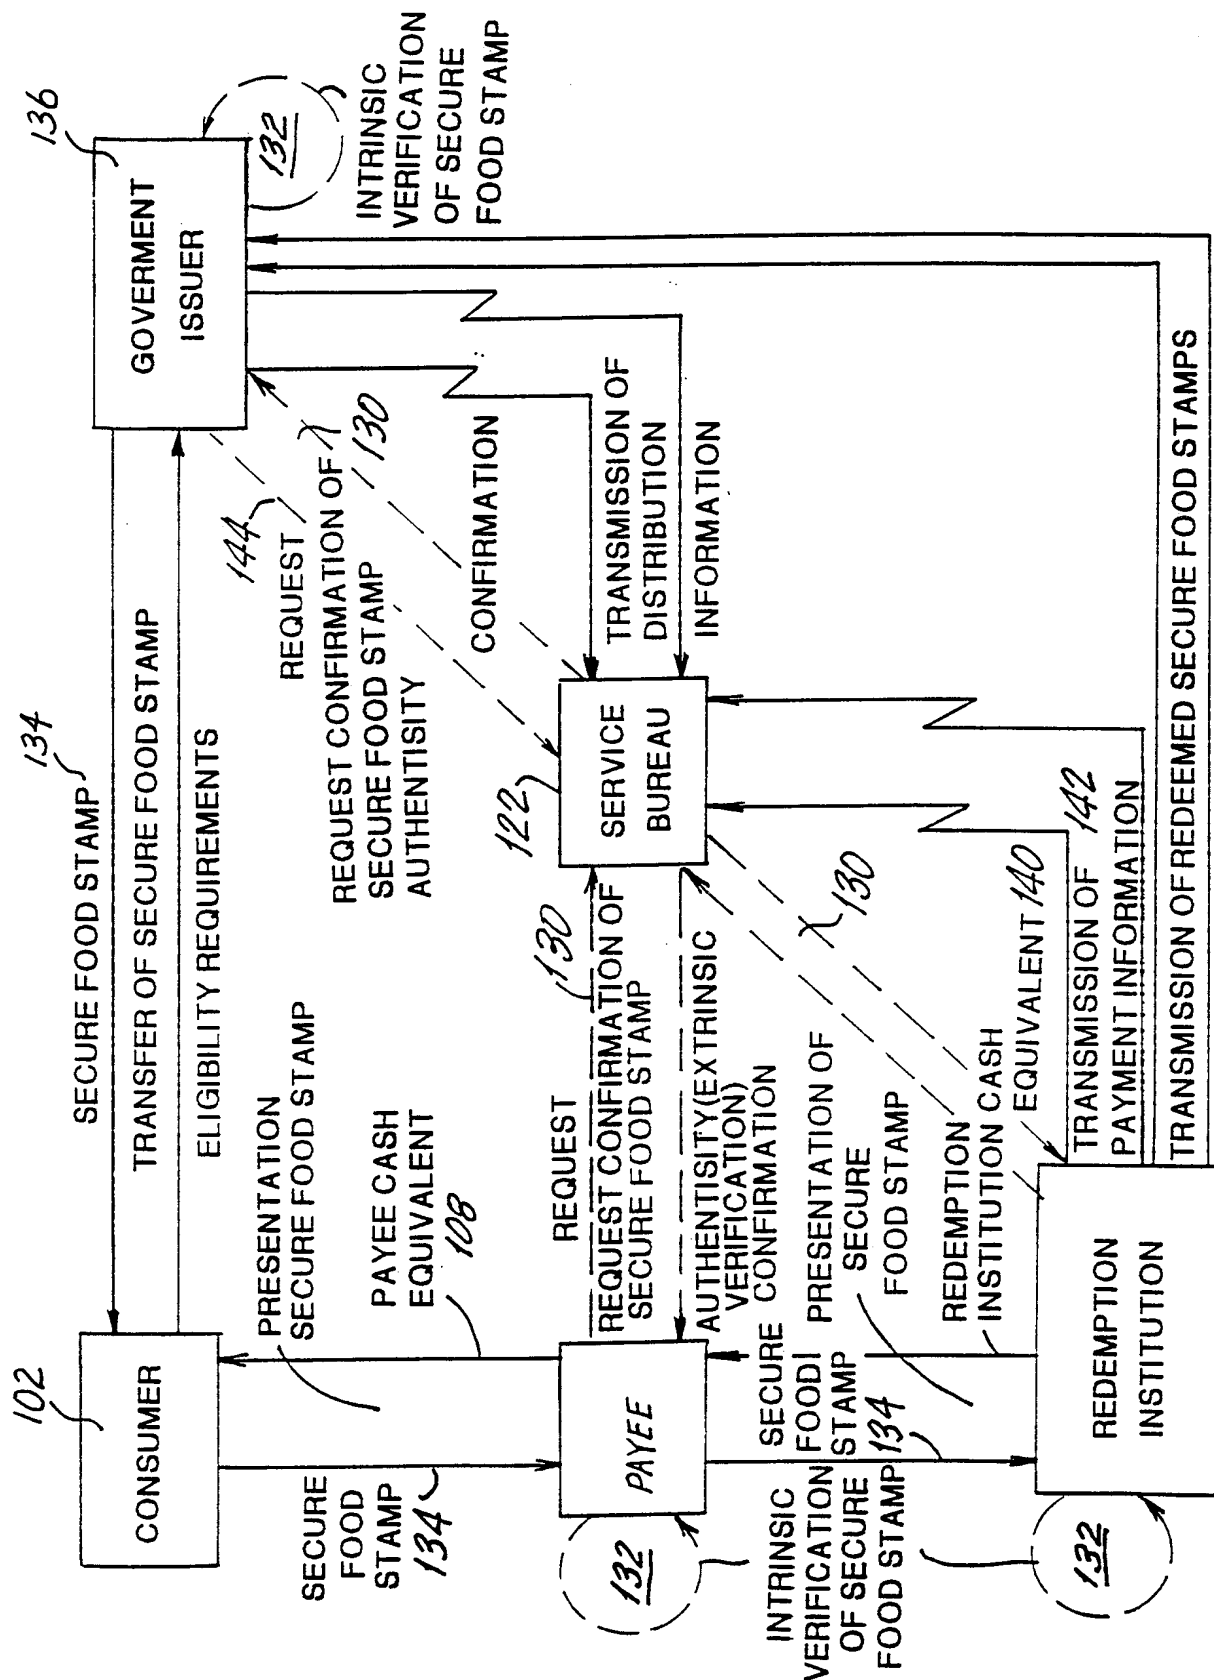 SECURE FOOD STAMP 134
TRANSFER OF SECURE FOOD STAMP
ELIGIBILITY REQUIREMENTS
102
CONSUMER
136
GOVERMENT
ISSUER
132
INTRINSIC
VERIFICATION
OF SECURE
FOOD STAMP
PRESENTATION
SECURE FOOD STAMP
PAYEE CASH
EQUIVALENT
108
SECURE
FOOD
STAMP
134
144
REQUEST
REQUEST CONFIRMATION OF
SECURE FOOD STAMP
AUTHENTISITY
130
CONFIRMATION
TRANSMISSION OF
DISTRIBUTION
INFORMATION
122
SERVICE
BUREAU
REQUEST
130
REQUEST CONFIRMATION OF
SECURE FOOD STAMP
AUTHENTISITY(EXTRINSIC
VERIFICATION)
CONFIRMATION
PAYEE
132
INTRINSIC
VERIFICATION
OF SECURE
FOOD STAMP
SECURE
FOOD
STAMP
134
PRESENTATION OF
SECURE
FOOD STAMP
REDEMPTION
INSTITUTION CASH
EQUIVALENT 140
130
TRANSMISSION OF
PAYMENT INFORMATION
142
TRANSMISSION OF REDEEMED SECURE FOOD STAMPS
REDEMPTION
INSTITUTION
132